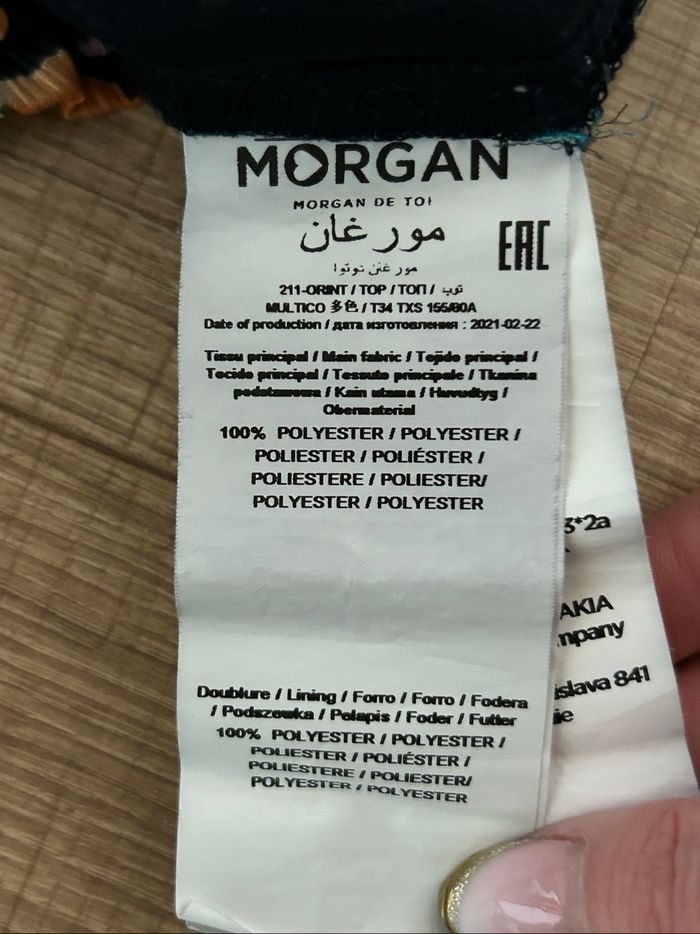 MORGAN
MORGAN DE TOI
مورغان
مورغن دوتوا
EAC
211-ORINT / TOP / ТОП / توب
MULTICO 多色 / T34 TXS 155/80A
Date of production / дата изготовления : 2021-02-22
Tissu principal / Main fabric / Tejido principal /
Tecido principal / Tessuto principale / Tkanina
podstawowa / Kain utama / Huvudtyg /
Obermaterial
100% POLYESTER / POLYESTER /
POLIESTER / POLIÉSTER /
POLIESTERE / POLIESTER/
POLYESTER / POLYESTER
Doublure / Lining / Forro / Forro / Fodera
/ Podszewka / Pelapis / Foder / Futter
100% POLYESTER / POLYESTER /
POLIESTER / POLIÉSTER /
POLIESTERE / POLIESTER/
POLYESTER / POLYESTER
3*2a
AKIA
mpany
islava 841
ie